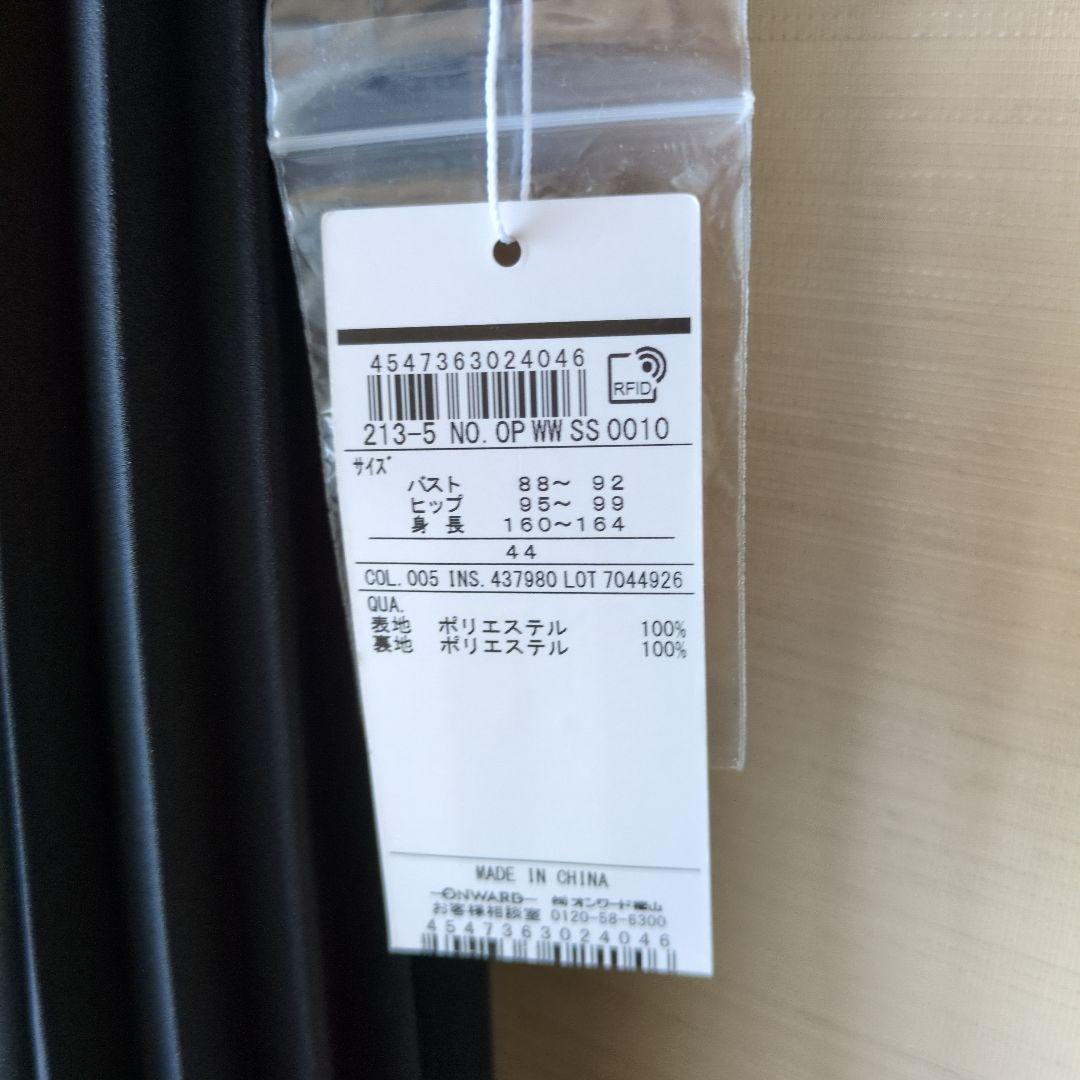 4547363024046
RFID
213-5 NO. OP WW SS 0010
サイズ
バスト 88～ 92
ヒップ 95～ 99
身長 160～164
44
COL. 005 INS. 437980 LOT 7044926
QUA.
表地 ポリエステル 100%
裏地 ポリエステル 100%
MADE IN CHINA
ONWARD ㈱オンワード樫山
お客様相談室 0120-58-6300
4547363024046